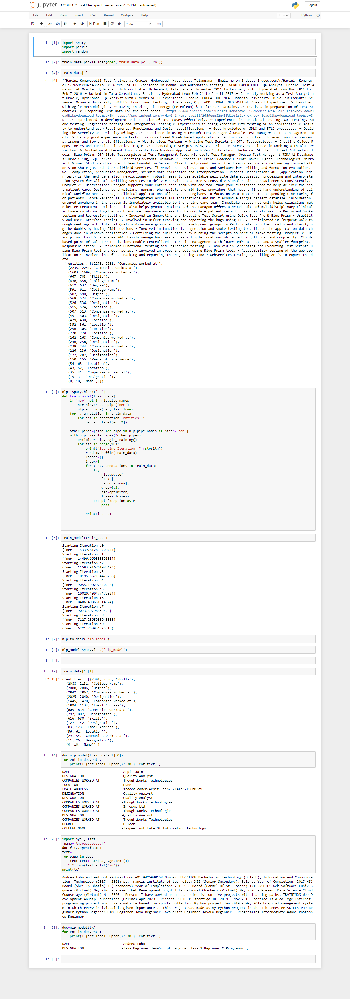 jupyter resume Last Checkpoint: Yesterday at 4:35 PM (autosaved)
Logout
File Edit View Insert Cell Kernel Widgets Help
Trusted
Python 3
Run
Code
In [1]: import spacy
import pickle
import random
In [2]: train_data=pickle.load(open('train_data.pkl','rb'))
In [4]: train_data[1]
Out[4]: ("Harini Komaravelli Test Analyst at Oracle, Hyderabad  Hyderabad, Telangana - Email me on Indeed: indeed.com/r/Harini- Komarav
elli/2659eee82e435d1b  ➢ 6 Yrs. of IT Experience in Manual and Automation testing.  WORK EXPERIENCE  QA Analyst  Oracle  Test A
nalyst at Oracle, Hyderabad  Infosys Ltd -  Hyderabad, Telangana -  November 2011 to February 2016  Hyderabad from Nov 2011 to
Feb17 2016 ➢ Worked in Tata Consultancy Services, Hyderabad from Feb 24 to Apr 11 2017 ➢ Currently working as a Test Analyst a
t Oracle, Hyderabad  QA Analyst with 6 years of IT experience  Oracle  EDUCATION  MCA  Osmania University  B.Sc. in Computer Sc
ience  Osmania University  SKILLS  Functional Testing, Blue Prism, Qtp  ADDITIONAL INFORMATION  Area of Expertise:  ➢ Familiar
with Agile Methodologies. ➢ Having knowledge in Energy (Petroleum) & Health Care domains. ➢ Involved in preparation of Test Sc
enarios. ➢ Preparing Test Data for the test cases.  https://www.indeed.com/r/Harini-Komaravelli/2659eee82e435d1b?isid=rex-downl
oad&ikw=download-top&co=IN https://www.indeed.com/r/Harini-Komaravelli/2659eee82e435d1b?isid=rex-download&ikw=download-top&co=I
N   ➢ Experienced in development and execution of Test cases effectively. ➢ Experienced in Functional testing, GUI testing, Sm
oke testing, Regression testing and Integration Testing ➢ Experienced in doing Accessibility testing of an application ➢ Abili
ty to understand user Requirements, Functional and Design specifications. ➢ Good knowledge of SDLC and STLC processes. ➢ Decid
ing the Severity and Priority of bugs. ➢ Experience in using Microsoft Test Manager & Oracle Test Manager as Test Management To
ols. ➢ Having good experience in testing windows based & web based applications. ➢ Involved in Client Interactions for review
s, issues and for any clarifications. ➢ Web Services Testing ➢ Writing Test Scripts in QTP, Testcomplete. ➢ Creating Object R
epositories and Function Libraries in QTP. ➢ Enhanced QTP scripts using VB Script. ➢ Strong experience in working with Blue Pr
ism tool ➢ Worked on different Environments like Windows Application & Web Application  Technical Skills:  ❑ Test Automation T
ools: Blue Prism, QTP 10.0, Testcomplete ❑ Test Management Tool: Microsoft Test Manager, Oracle Test Manager & JIRA ❑ Database
s: Oracle 10g, SQL Server.  ❑ Operating Systems: Windows 7  Project 1: Title: Cadence Client: Baker Hughes  Technologies: Micro
soft Visual Studio and Microsoft Team Foundation Server  Client Background: An oilfield services company delivering focused eff
orts on shale gas and other oilfield services. It provides services, tools and software for drilling and formation evaluation,
well completion, production management, seismic data collection and interpretation.  Project Description: AUT (Application unde
r test) is the next generation revolutionary, robust, easy to use scalable well site data acquisition processing and interpreta
tion system for Client's Drilling Services to deliver services that meets cross divisional business requirements consistently.
Project 2:  Description: Paragon supports your entire care team with one tool that your clinicians need to help deliver the bes
t patient care. Designed by physicians, nurses, pharmacists and mid level providers that have a first-hand understanding of cli
nical workflow needs, Paragon clinical applications allow your caregivers to focus on what matters most; spending time caring f
or patients. Since Paragon is fully-integrated across all applications and built around a single patient database, information
entered anywhere in the system is immediately available to the entire care team. Immediate access not only helps clinicians mak
e better treatment decisions - it also helps promote patient safety. Paragon offers a broad suite of multidisciplinary clinical
software solutions together with anytime, anywhere access to the complete patient record.  Responsibilities:  • Performed Smoke
testing and Regression testing. • Involved in Generating and Executing Test Script using Quick Test Pro & Blue Prism • Usabilit
y and User Interface Testing. • Involved in Defect tracking and reporting the bugs using TFS • Participated in frequent walk-th
rough meetings with Internal Quality Assurance groups and with development groups. • Participated in client calls and clarifyin
g the doubts by having AT&T sessions • Involved in functional, regression and smoke testing to validate the application data ch
anges done in windows application • Certifying the build status by running the scripts as part of smoke testing  Project 3:  De
scription: Food & Beverages R&A: Easily manage business across multiple locations while reducing IT cost and complexity. Cloud-
based point-of-sale (POS) solutions enable centralized enterprise management with lower upfront costs and a smaller footprint.
Responsibilities:  • Performed Functional testing and Regression testing. • Involved in Generating and Executing Test Scripts u
sing Blue Prism tool and Open script • Involved in preparing bots using Blue Prism tool. • Accessibility testing of the web app
lication • Involved in Defect tracking and reporting the bugs using JIRA • WebServices testing by calling API's to export the d
ata",
{'entities': [(2275, 2281, 'Companies worked at'),
(2235, 2241, 'Companies worked at'),
(1603, 1609, 'Companies worked at'),
(667, 703, 'Skills'),
(638, 658, 'College Name'),
(612, 637, 'Degree'),
(591, 611, 'College Name'),
(587, 590, 'Degree'),
(568, 574, 'Companies worked at'),
(526, 536, 'Designation'),
(515, 524, 'Location'),
(507, 513, 'Companies worked at'),
(491, 503, 'Designation'),
(429, 438, 'Location'),
(352, 361, 'Location'),
(296, 305, 'Location'),
(270, 279, 'Location'),
(262, 268, 'Companies worked at'),
(246, 258, 'Designation'),
(238, 244, 'Companies worked at'),
(226, 236, 'Designation'),
(177, 207, 'Designation'),
(150, 155, 'Years of Experience'),
(54, 63, 'Location'),
(43, 52, 'Location'),
(35, 41, 'Companies worked at'),
(19, 31, 'Designation'),
(0, 18, 'Name')]})
In [5]: nlp= spacy.blank('en')
def train_model(train_data):
if 'ner' not in nlp.pipe_names:
ner=nlp.create_pipe('ner')
nlp.add_pipe(ner, last=True)
for _, annotation in train_data:
for ent in annotation['entities']:
ner.add_label(ent[2])
other_pipes=[pipe for pipe in nlp.pipe_names if pipe!='ner']
with nlp.disable_pipes(*other_pipes):
optimizer=nlp.begin_training()
for itn in range(10):
print("Starting Iteration :" +str(itn))
random.shuffle(train_data)
losses={}
index=0
for text, annotations in train_data:
try:
nlp.update(
[text],
[annotations],
drop=0.2,
sgd=optimizer,
losses=losses)
except Exception as e:
pass
print(losses)
In [6]: train_model(train_data)
Starting Iteration :0
{'ner': 15339.812839700744}
Starting Iteration :1
{'ner': 14496.669588591514}
Starting Iteration :2
{'ner': 11593.916761988423}
Starting Iteration :3
{'ner': 10195.567154476756}
Starting Iteration :4
{'ner': 9055.190297840223}
Starting Iteration :5
{'ner': 10020.400477472824}
Starting Iteration :6
{'ner': 8486.408631914324}
Starting Iteration :7
{'ner': 9073.59798862422}
Starting Iteration :8
{'ner': 7127.2565983643035}
Starting Iteration :9
{'ner': 6221.750934825815}
In [7]: nlp.to_disk('nlp_model')
In [8]: nlp_model=spacy.load('nlp_model')
In [ ]:
In [19]: train_data[1][1]
Out[19]: {'entities': [(2301, 2380, 'Skills'),
(2088, 2131, 'College Name'),
(2080, 2086, 'Degree'),
(2042, 2067, 'Companies worked at'),
(2025, 2040, 'Designation'),
(1445, 1470, 'Companies worked at'),
(1094, 1134, 'Email Address'),
(809, 834, 'Companies worked at'),
(792, 807, 'Designation'),
(616, 680, 'Skills'),
(127, 142, 'Designation'),
(83, 123, 'Email Address'),
(56, 61, 'Location'),
(29, 54, 'Companies worked at'),
(11, 26, 'Designation'),
(0, 10, 'Name')]}
In [14]: doc=nlp_model(train_data[1][0])
for ent in doc.ents:
print(f'{ent.label_.upper():{30}}-{ent.text}')
NAME -Arpit Jain
DESIGNATION -Quality Analyst
COMPANIES WORKED AT -ThoughtWorks Technologies
LOCATION -Pune
EMAIL ADDRESS -indeed.com/r/Arpit-Jain/3714fe32f98b03a9
DESIGNATION -Quality Analyst
DESIGNATION -Quality Analyst
COMPANIES WORKED AT -ThoughtWorks Technologies
COMPANIES WORKED AT -Infosys Ltd
COMPANIES WORKED AT -ThoughtWorks Technologies
DESIGNATION -Quality Analyst
COMPANIES WORKED AT -ThoughtWorks Technologies
DEGREE -B.Tech
COLLEGE NAME -Jaypee Institute Of Information Technology
In [20]: import sys , fitz
fname='AndreaLobo.pdf'
doc=fitz.open(fname)
text=""
for page in doc:
text=text+ str(page.getText())
tx=" ".join(text.split('\n'))
print(tx)
Andrea Lobo andrealobo1399@gmail.com +91 8425988158 Mumbai EDUCATION Bachelor of Technology (B.Tech), Information and Communica
tion  Technology (2017 - 2021) st. francis institute of technology XII (Senior Secondary), Science Year of Completion: 2017 HSC
Board (Shri Tp Bhatia) X (Secondary) Year of Completion: 2015 SSC Board (Carmel Of St. Joseph) INTERNSHIPS Web Software Kubix S
quare (Virtual) May 2020 - Present Web Development Dight International Chambers (Virtual) May 2020 - Present Data Science Cloud
Counselage (Virtual) Mar 2020 - Present I have worked as a data scientist on live projects with learning paths. TRAININGS Web D
evelopment Anudip Foundations (Online) Apr 2020 - Present PROJECTS sportiqo Jul 2019 - Nov 2019 Sportiqo is a college Internet
programming project which is a website based  on sports collection Python project Jan 2019 - May 2019 Hospital management syste
m in which every individual is given importance .  This project was made as my Python project in the 4th semester SKILLS PHP Be
ginner Python Beginner HTML Beginner Java Beginner JavaScript Beginner JavaFX Beginner C Programming Intermediate Adobe Photosh
op Beginner
In [21]: doc=nlp_model(tx)
for ent in doc.ents:
print(f'{ent.label_.upper():{30}}-{ent.text}')
NAME -Andrea Lobo
DESIGNATION -Java Beginner JavaScript Beginner JavaFX Beginner C Programming
In [ ]: